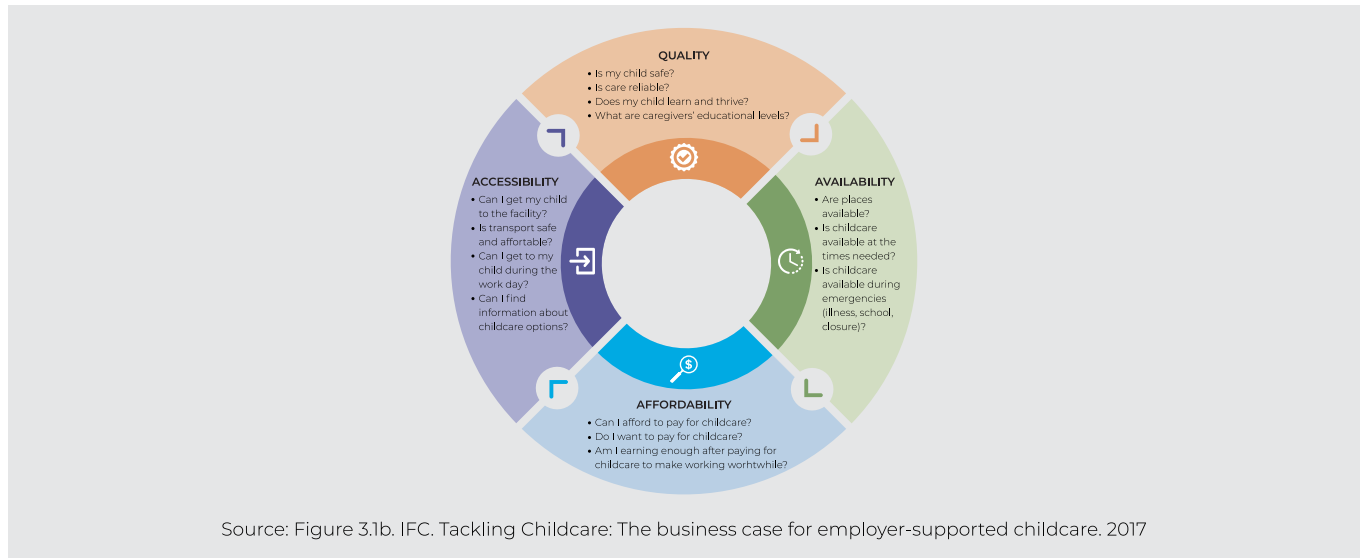 QUALITY
• Is my child safe?
• Is care reliable?
• Does my child learn and thrive?
• What are caregivers' educational levels?
ACCESSIBILITY
• Can I get my child
to the facility?
• Is transport safe
and affortable?
• Can I get to my
child during the
work day?
• Can I find
information about
childcare options?
AVAILABILITY
• Are places
available?
• Is childcare
available at the
times needed?
• Is childcare
available during
emergencies
(illness, school,
closure)?
$
AFFORDABILITY
• Can I afford to pay for childcare?
• Do I want to pay for childcare?
• Am I earning enough after paying for
childcare to make working worhtwhile?
Source: Figure 3.1b. IFC. Tackling Childcare: The business case for employer-supported childcare. 2017